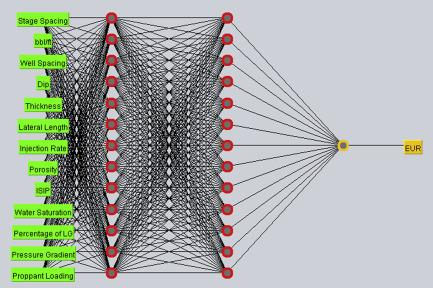 Stage Spacing
bbl/ft
Well Spacing
Dip
Thickness
Lateral Length
Injection Rate
EUR
Porosity
ISIP
Water Saturation
Percentage of LG
Pressure Gradient
Proppant Loading